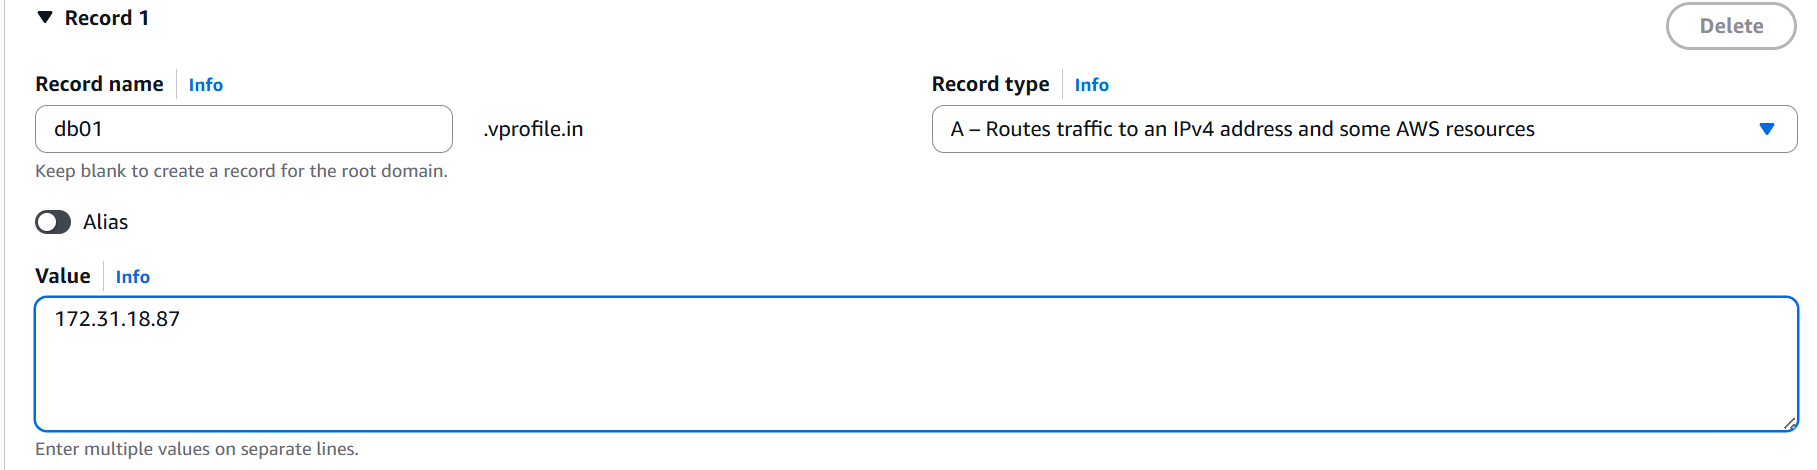 Record 1
Delete
Record name Info
Record type Info
db01 .vprofile.in
A – Routes traffic to an IPv4 address and some AWS resources
Keep blank to create a record for the root domain.
Alias
Value Info
172.31.18.87
Enter multiple values on separate lines.